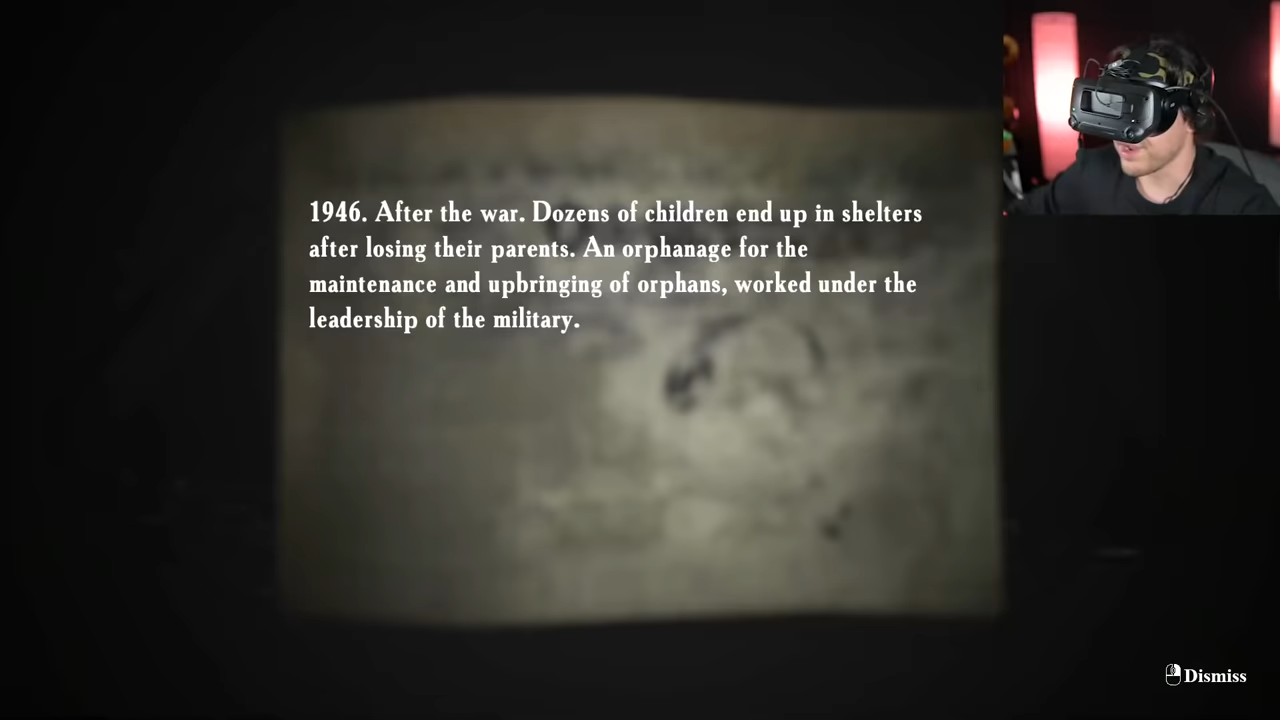 1946. After the war. Dozens of children end up in shelters
after losing their parents. An orphanage for the
maintenance and upbringing of orphans, worked under the
leadership of the military.
Dismiss